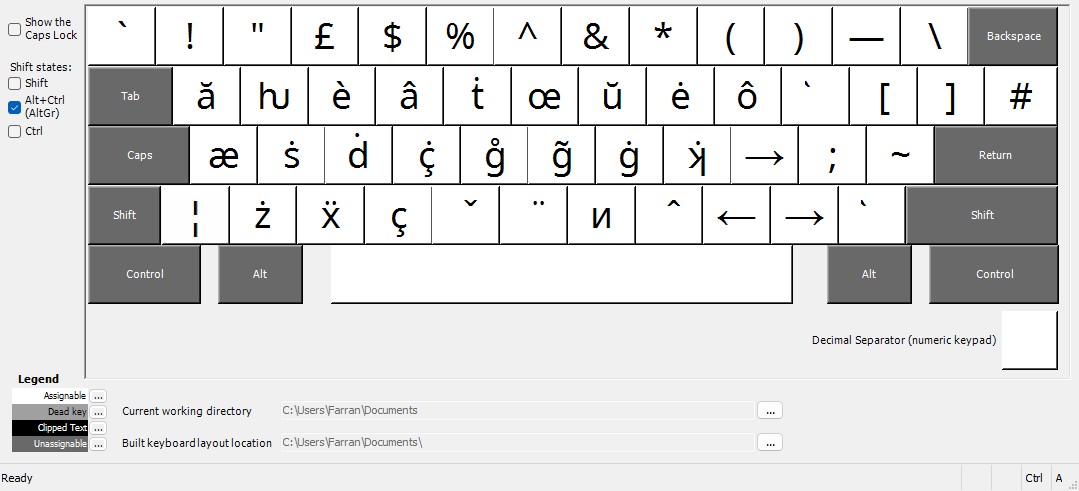 Show the
Caps Lock
Shift states:
Shift
Alt+Ctrl
(AltGr)
Ctrl
` ! " £ $ % ^ & * ( ) — \ Backspace
Tab ă ƕ è â ṫ œ ŭ ė ô ` [ ] #
Caps æ ṡ ḋ ç̇ g̊ g̃ ġ → ; ~ Return
Shift ¦ ż ẍ ç ˇ ¨ и ˆ ← → ` Shift
Control Alt Alt Control
Decimal Separator (numeric keypad)
Legend
Assignable ...
Dead key ...
Clipped Text ...
Unassignable ...
Current working directory C:\Users\Farran\Documents ...
Built keyboard layout location C:\Users\Farran\Documents\ ...
Ready Ctrl A